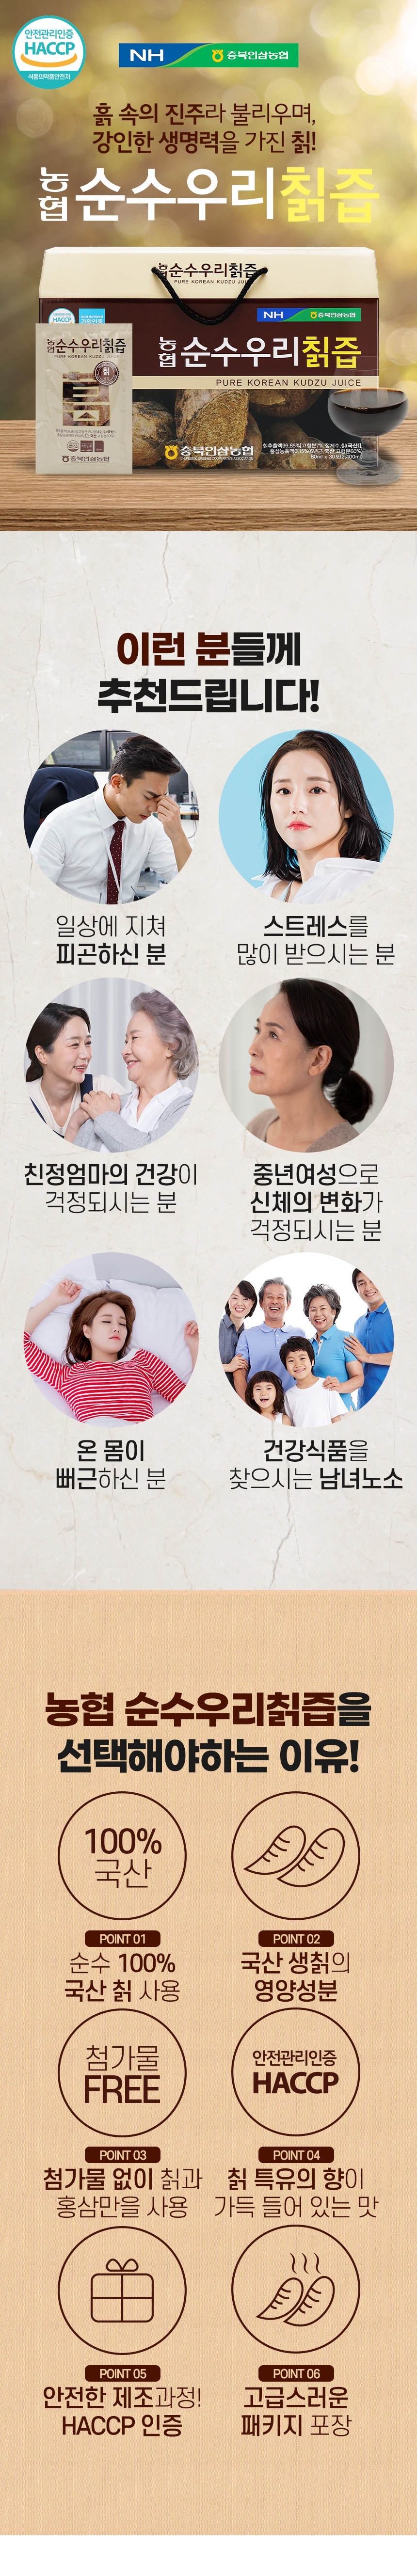 안전관리인증
HACCP
식품의약품안전처
NH 충북인삼농협
흙 속의 진주라 불리우며,
강인한 생명력을 가진 칡!
농협 순수우리칡즙
농협 순수우리칡즙
PURE KOREAN KUDZU JUICE
HACCP
NH 충북인삼농협
농협 순수우리칡즙
PURE KOREAN KUDZU JUICE
농협 순수우리칡즙
PURE KOREAN KUDZU
칡
충북인삼농협
충북인삼농협
80ml x 30포(2,400ml)
이런 분들께
추천드립니다!
일상에 지쳐
피곤하신 분
스트레스를
많이 받으시는 분
친정엄마의 건강이
걱정되시는 분
중년여성으로
신체의 변화가
걱정되시는 분
온 몸이
뻐근하신 분
건강식품을
찾으시는 남녀노소
농협 순수우리칡즙을
선택해야하는 이유!
100%
국산
POINT 01
순수 100%
국산 칡 사용
POINT 02
국산 생칡의
영양성분
첨가물
FREE
POINT 03
첨가물 없이 칡과
홍삼만을 사용
안전관리인증
HACCP
POINT 04
칡 특유의 향이
가득 들어 있는 맛
POINT 05
안전한 제조과정!
HACCP 인증
POINT 06
고급스러운
패키지 포장